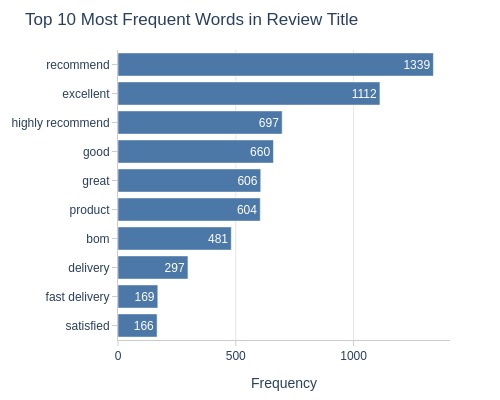 Top 10 Most Frequent Words in Review Title
recommend 1339
excellent 1112
highly recommend 697
good 660
great 606
product 604
bom 481
delivery 297
fast delivery 169
satisfied 166
0 500 1000
Frequency